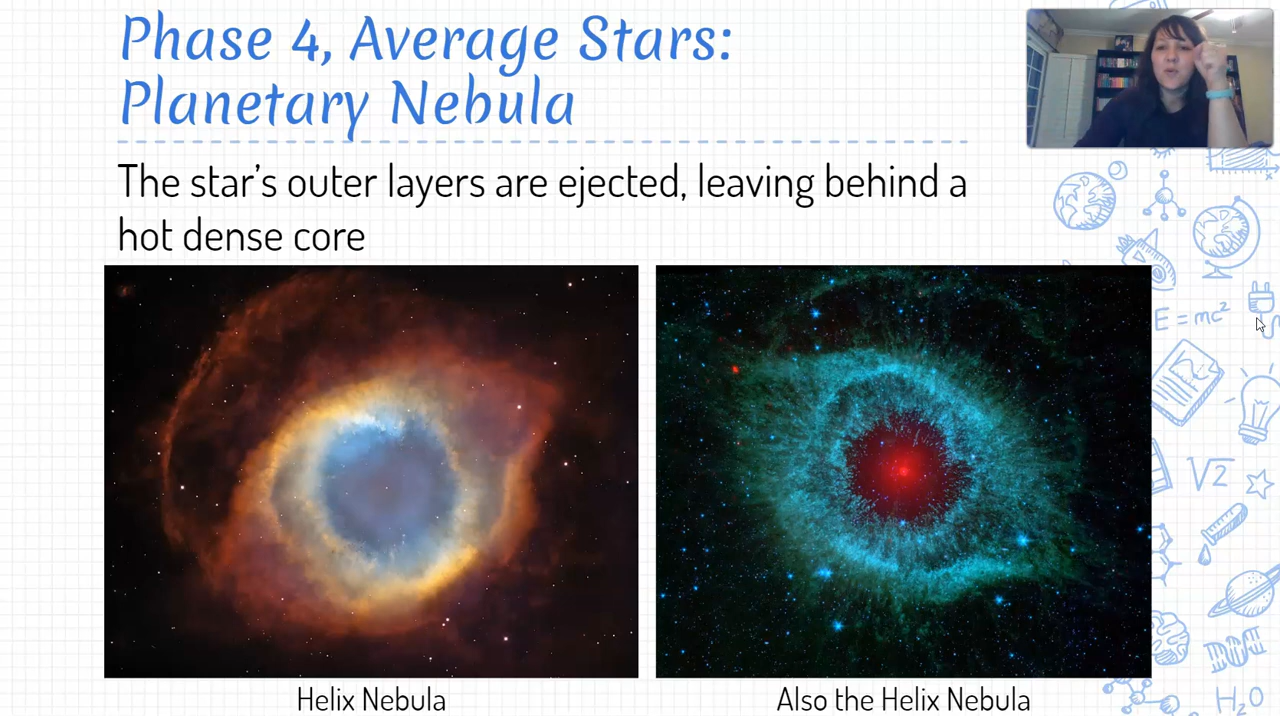 Phase 4, Average Stars:
Planetary Nebula
The star’s outer layers are ejected, leaving behind a
hot dense core
E = mc²
√2
H₂O
Helix Nebula
Also the Helix Nebula